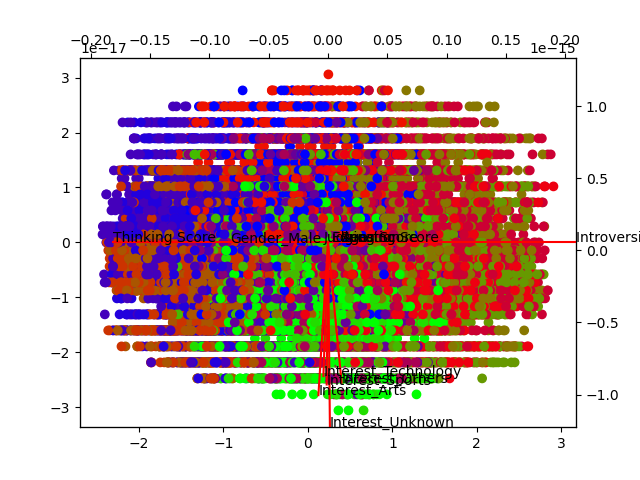 −0.20 −0.15 −0.10 −0.05 0.00 0.05 0.10 0.15 0.20
1e−17
1e−15
3
2
1
0
−1
−2
−3
1.0
0.5
0.0
−0.5
−1.0
Thinking Score
Gender_Male
Introversi
Interest_Technology
Interest_Sports
Interest_Arts
Interest_Unknown
−2 −1 0 1 2 3